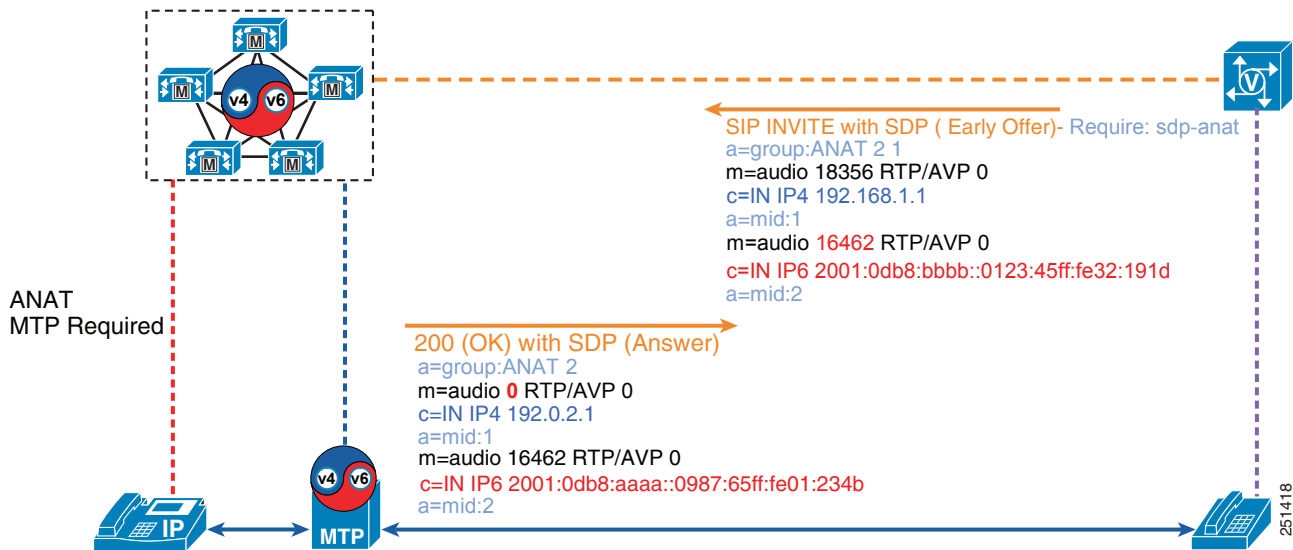 M
M
v4
v6
M
M
M
V
SIP INVITE with SDP ( Early Offer)- Require: sdp-anat
a=group:ANAT 2 1
m=audio 18356 RTP/AVP 0
c=IN IP4 192.168.1.1
a=mid:1
m=audio 16462 RTP/AVP 0
c=IN IP6 2001:0db8:bbbb::0123:45ff:fe32:191d
a=mid:2
ANAT
MTP Required
200 (OK) with SDP (Answer)
a=group:ANAT 2
m=audio 0 RTP/AVP 0
c=IN IP4 192.0.2.1
a=mid:1
m=audio 16462 RTP/AVP 0
c=IN IP6 2001:0db8:aaaa::0987:65ff:fe01:234b
a=mid:2
v4
v6
IP
MTP
251418